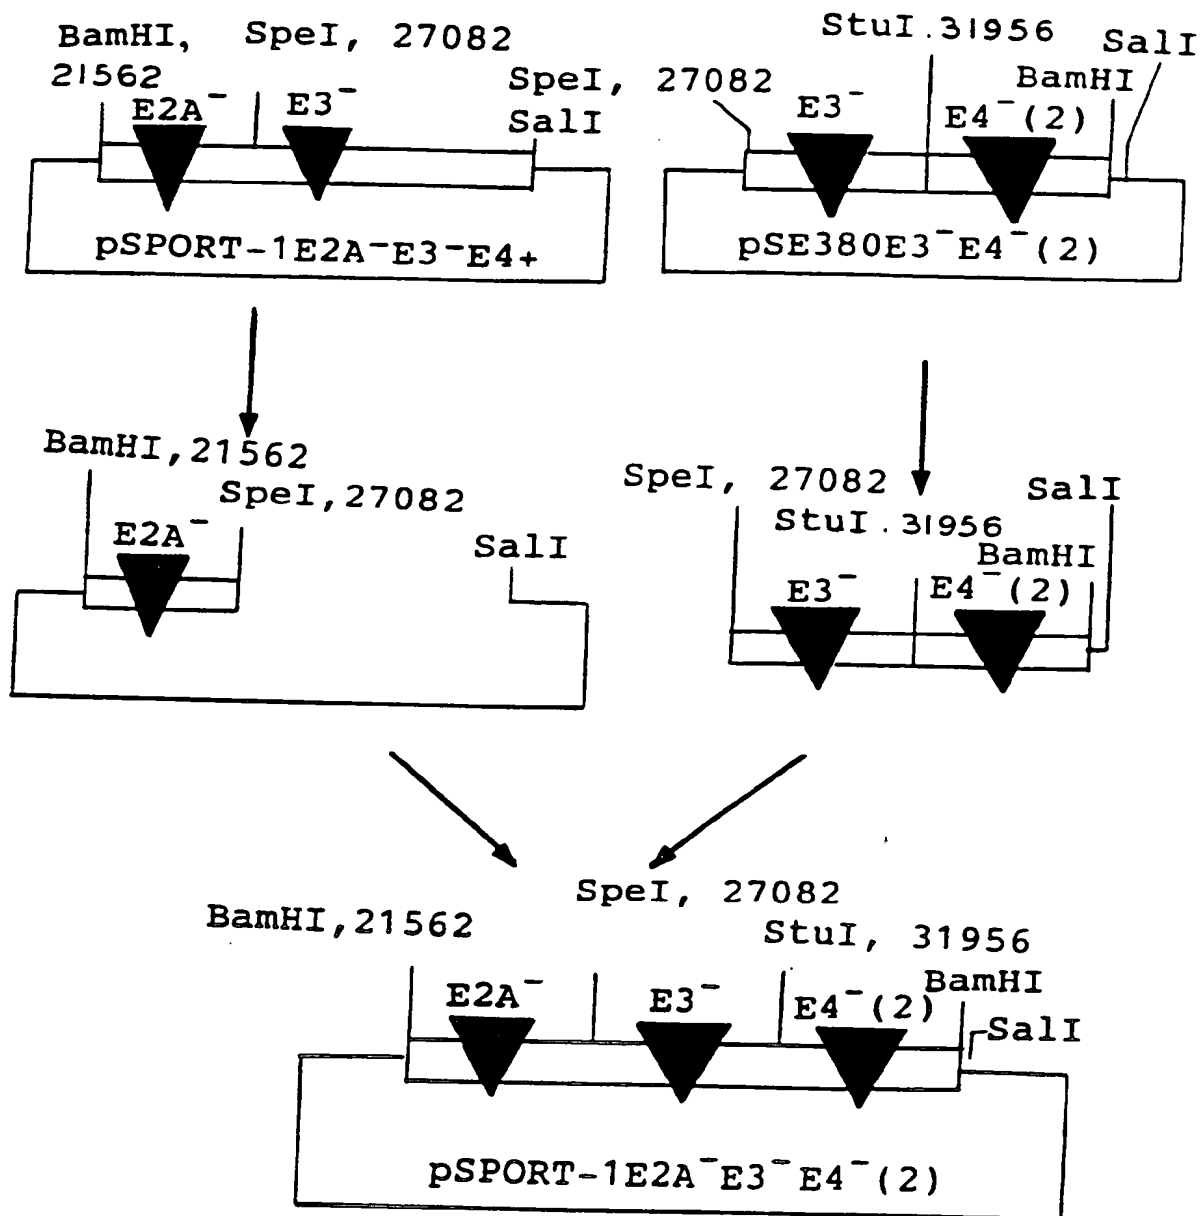 BamHI, SpeI, 27082
21562
E2A⁻ E3⁻
SpeI,
SalI
pSPORT-1E2A⁻E3⁻E4+
StuI.31956 SalI
27082 BamHI
E3⁻ E4⁻(2)
pSE380E3⁻E4⁻(2)
BamHI,21562
SpeI,27082
E2A⁻
SalI
SpeI, 27082 SalI
StuI.31956
BamHI
E3⁻ E4⁻(2)
SpeI, 27082
BamHI,21562 StuI, 31956
BamHI
E2A⁻ E3⁻ E4⁻(2)
SalI
pSPORT-1E2A⁻E3⁻E4⁻(2)